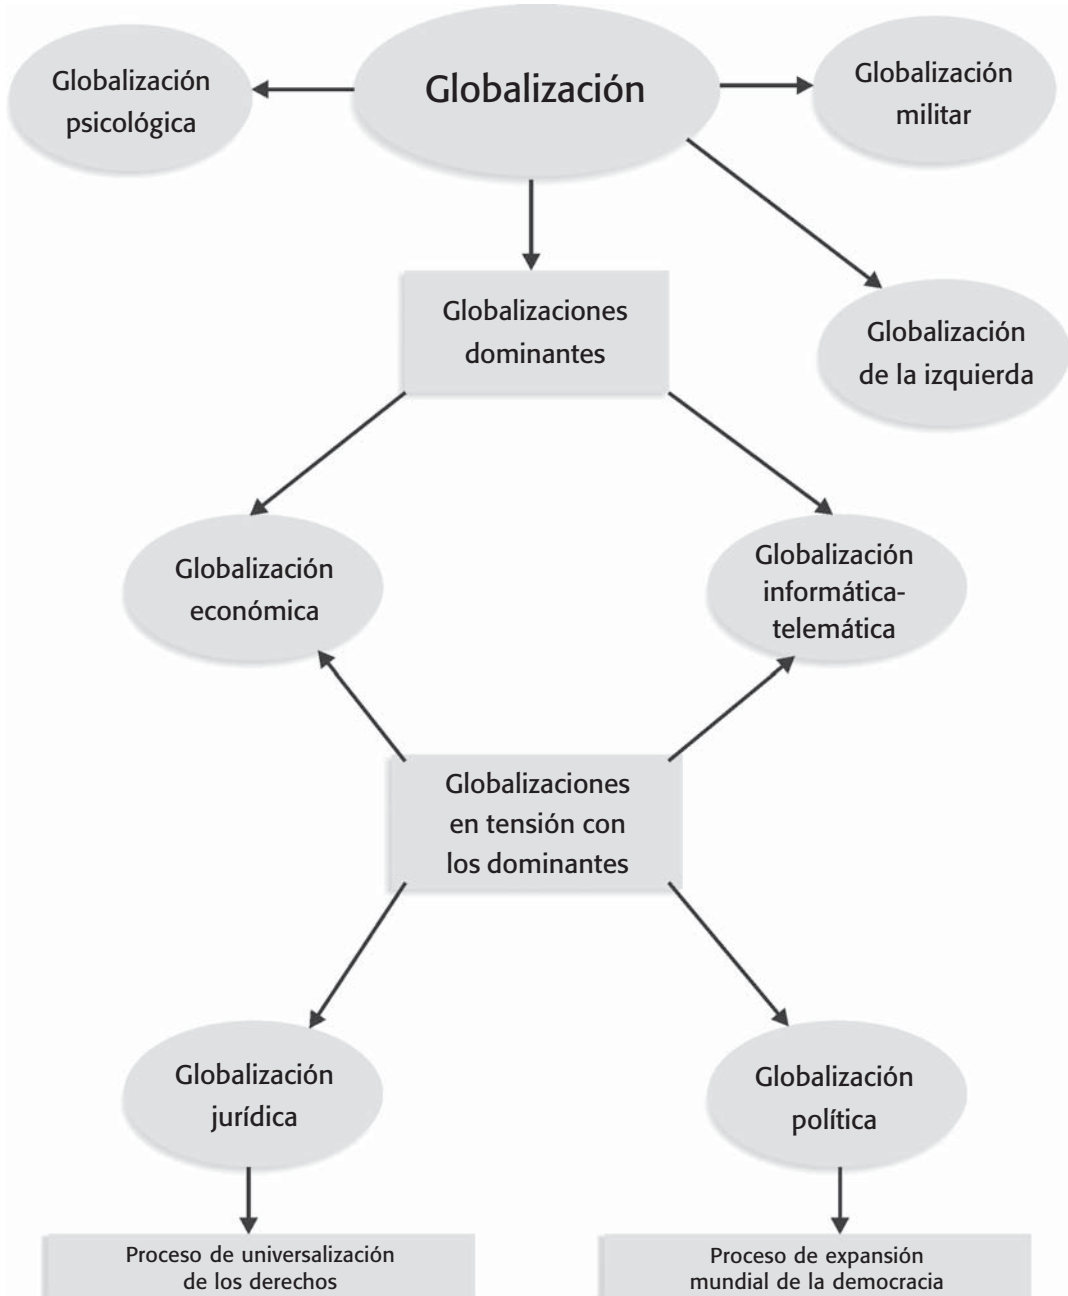 Globalización
psicológica
Globalización
Globalización
militar
Globalizaciones
dominantes
Globalización
de la izquierda
Globalización
económica
Globalización
informática-
telemática
Globalizaciones
en tensión con
los dominantes
Globalización
jurídica
Globalización
política
Proceso de universalización
de los derechos
Proceso de expansión
mundial de la democracia